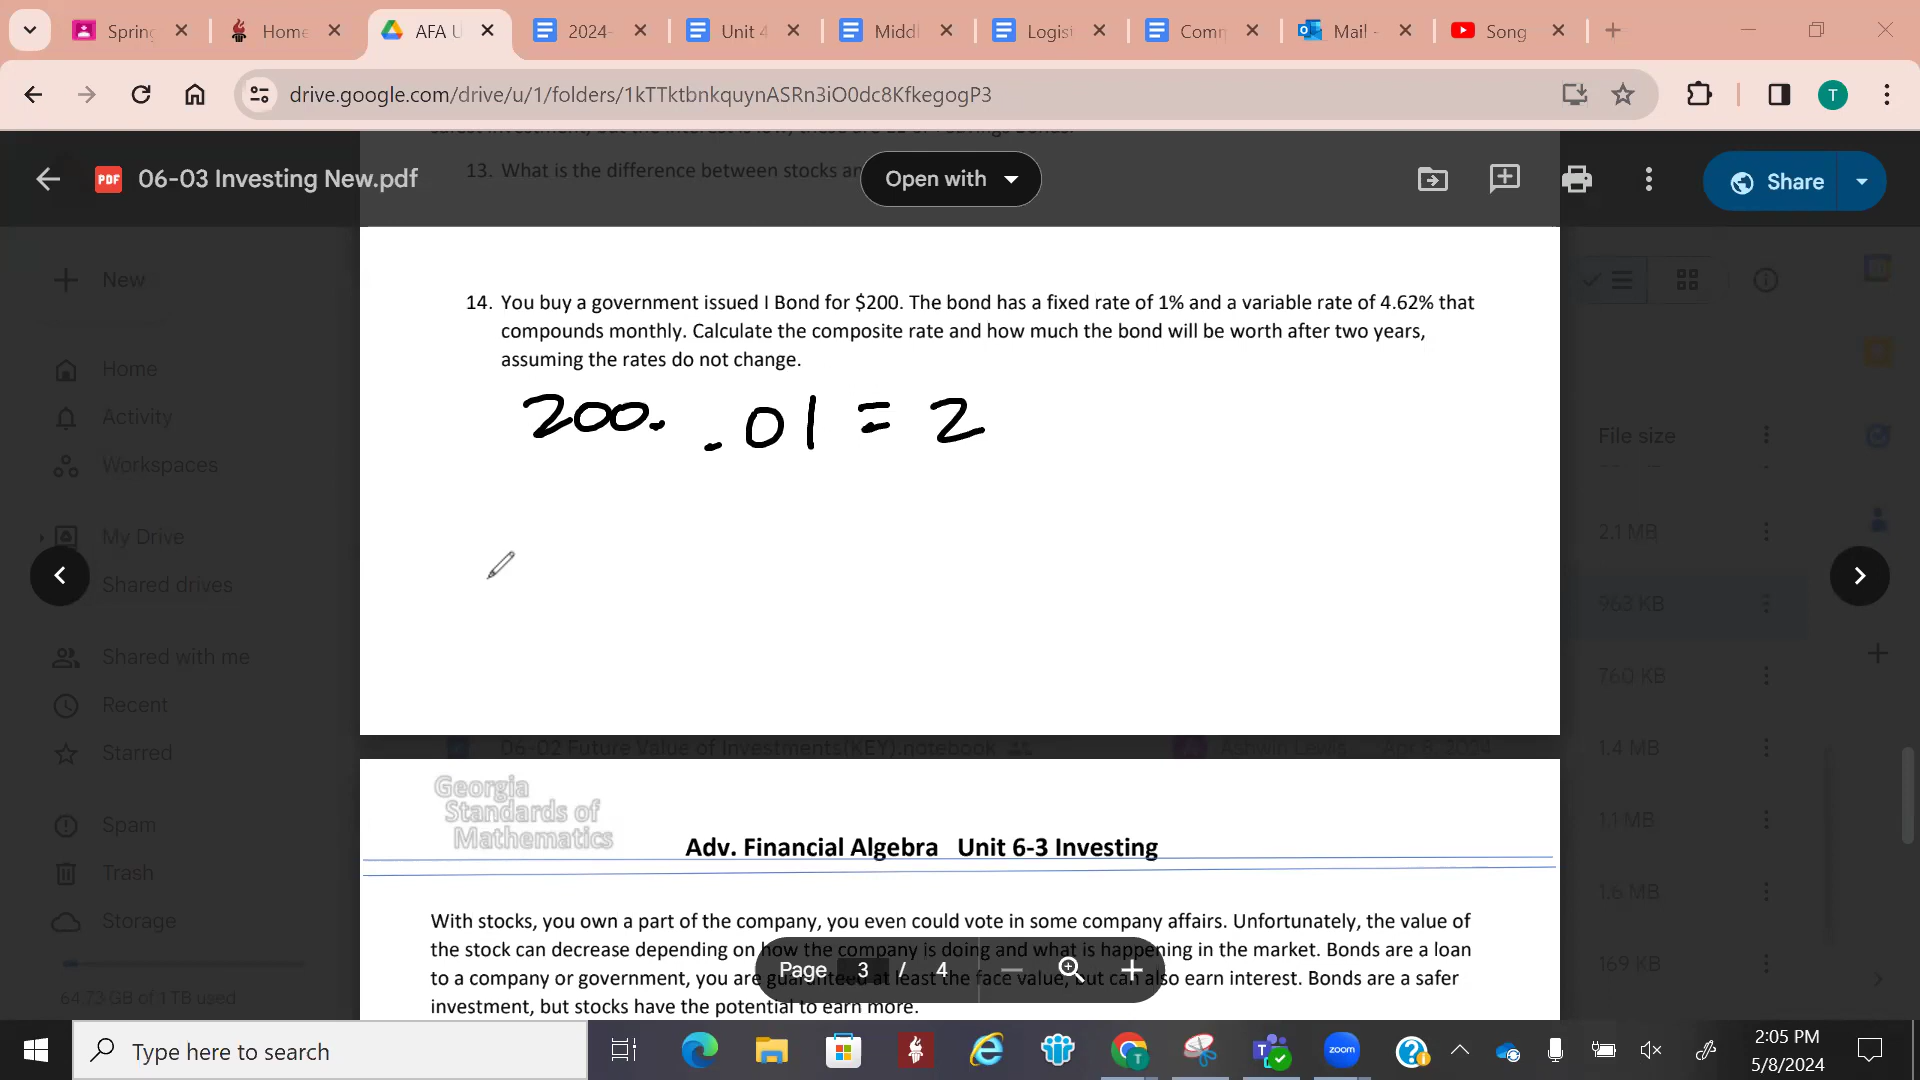 Spring
Home
AFA U
2024-
Unit 4
Middl
Logist
Comm
Mail -
Song
drive.google.com/drive/u/1/folders/1kTTktbnkquynASRn3iO0dc8KfkegogP3
PDF 06-03 Investing New.pdf
Open with
Share
13. What is the difference between stocks an
New
14. You buy a government issued I Bond for $200. The bond has a fixed rate of 1% and a variable rate of 4.62% that
compounds monthly. Calculate the composite rate and how much the bond will be worth after two years,
assuming the rates do not change.
200. .01 = 2
Home
Activity
Workspaces
My Drive
Shared drives
Shared with me
Recent
Starred
Spam
Trash
Storage
64.73 GB of 1 TB used
File size
2.1 MB
963 KB
760 KB
1.4 MB
1.1 MB
1.6 MB
169 KB
06-02 Future Value of Investments(KEY).notebook Ashwin Lewis Apr 8, 2024
Georgia
Standards of
Mathematics
Adv. Financial Algebra Unit 6-3 Investing
With stocks, you own a part of the company, you even could vote in some company affairs. Unfortunately, the value of
the stock can decrease depending on how the company is doing and what is happening in the market. Bonds are a loan
to a company or government, you are guaranteed at least the face value, but can also earn interest. Bonds are a safer
investment, but stocks have the potential to earn more.
Page 3 / 4
Type here to search
zoom
2:05 PM
5/8/2024